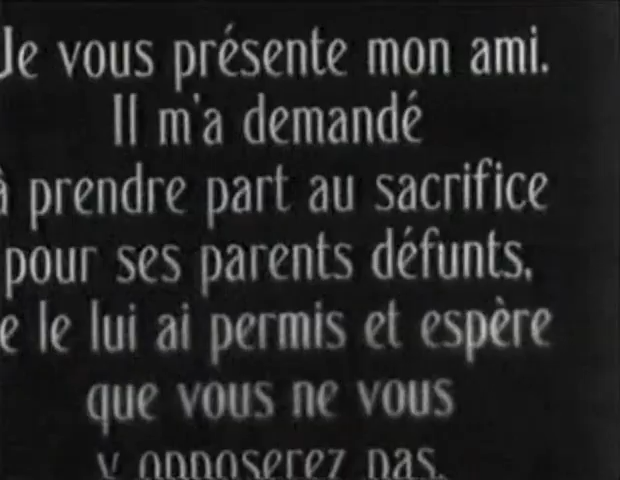 Je vous présente mon ami.
Il m'a demandé
à prendre part au sacrifice
pour ses parents défunts.
e le lui ai permis et espère
que vous ne vous
y opposerez pas.